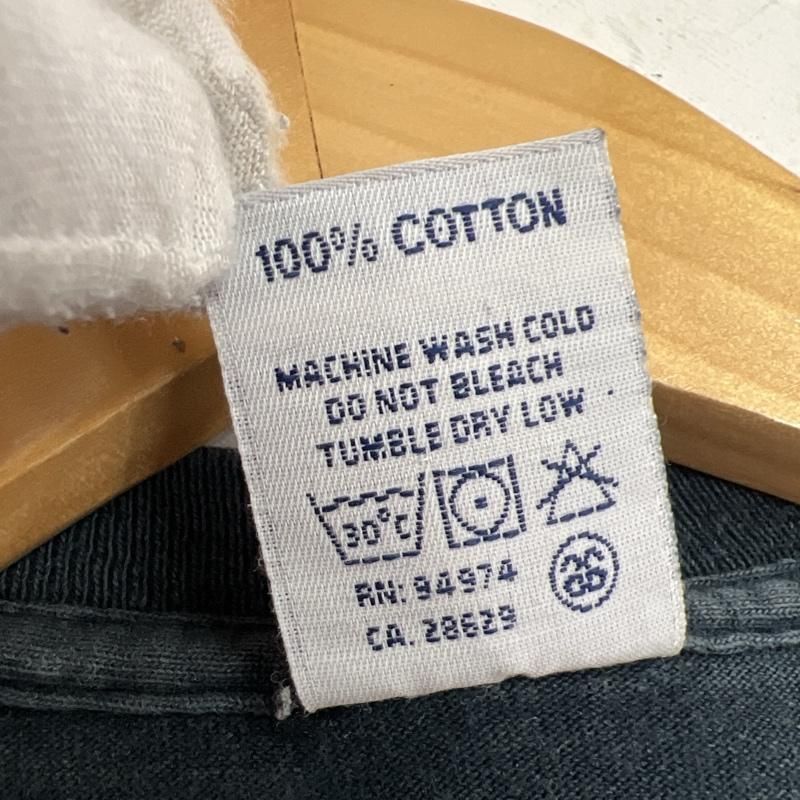 100% COTTON
MACHINE WASH COLD
DO NOT BLEACH
TUMBLE DRY LOW
30°C
RN: 94974
CA. 28629